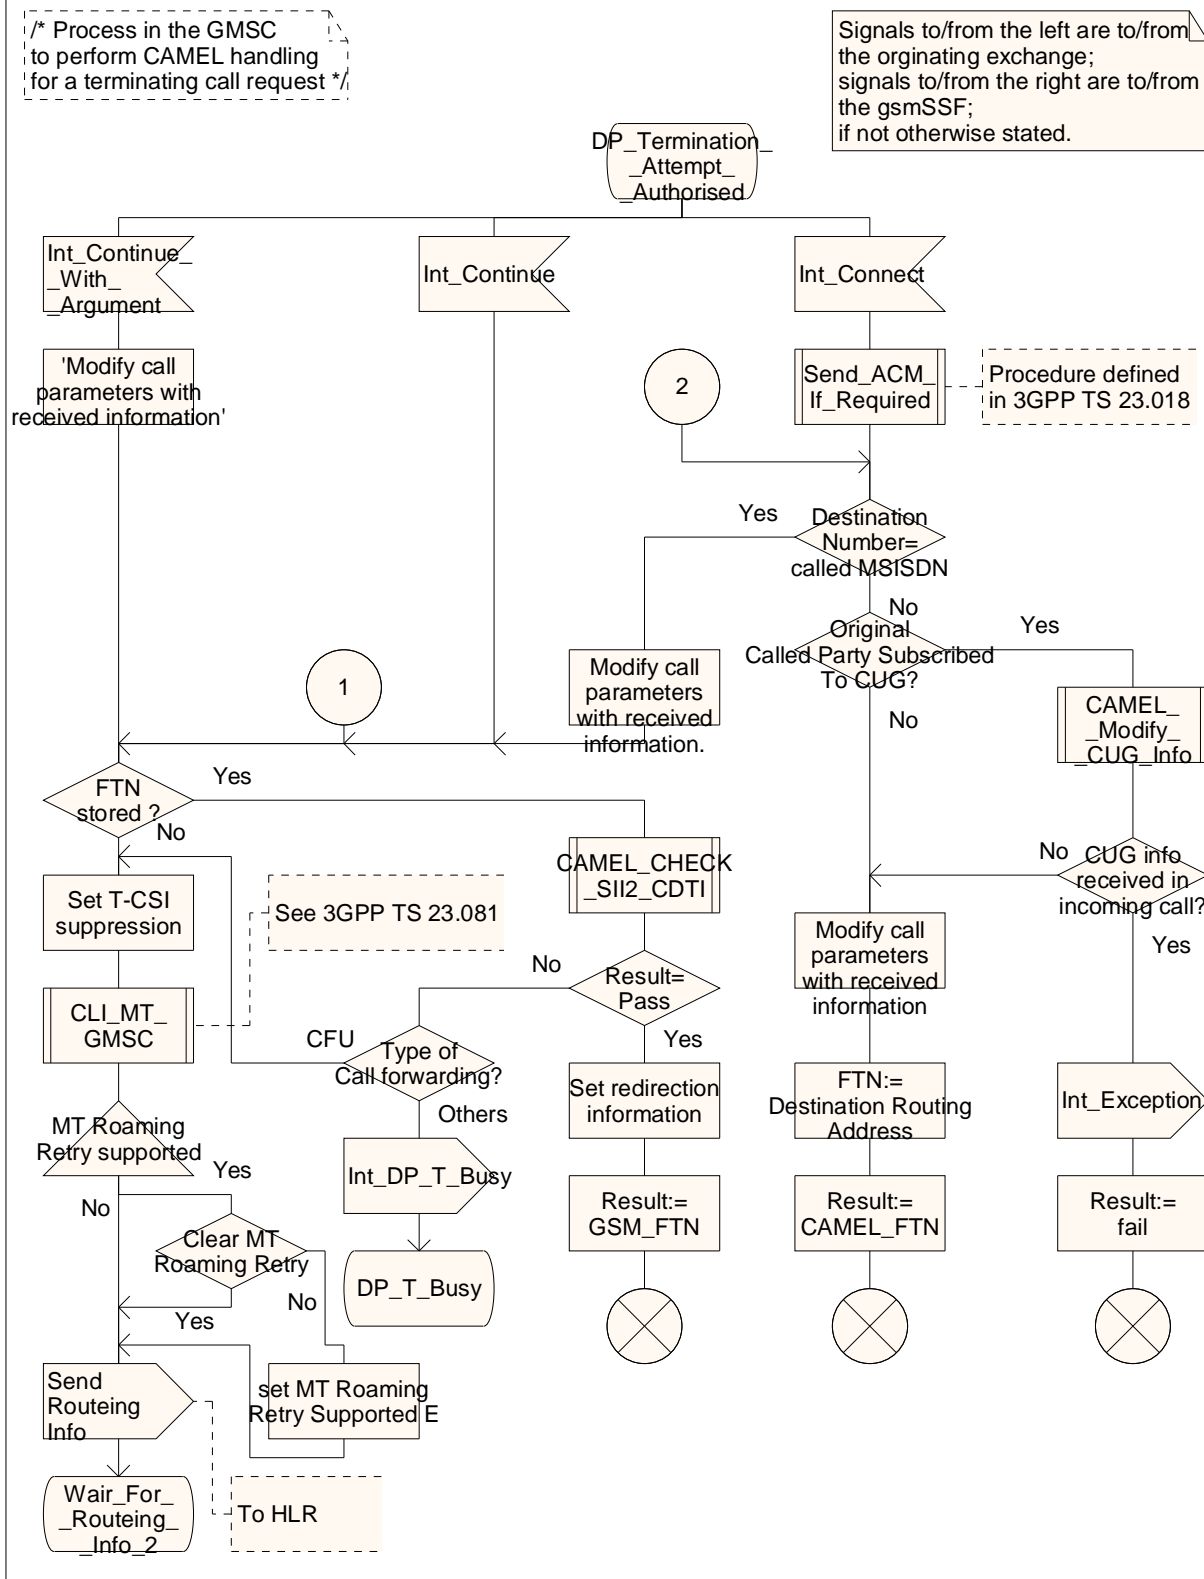 /* Process in the GMSC
to perform CAMEL handling
for a terminating call request */
Signals to/from the left are to/from
the orginating exchange;
signals to/from the right are to/from
the gsmSSF;
if not otherwise stated.
DP_Termination_
_Attempt_
_Authorised
Int_Continue_
_With_
_Argument
Int_Continue
Int_Connect
'Modify call
parameters with
received information'
2
Send_ACM_
If_Required
Procedure defined
in 3GPP TS 23.018
Yes
Destination
Number=
called MSISDN
No
Original
Called Party Subscribed
To CUG?
Yes
No
1
Modify call
parameters
with received
information.
CAMEL_
_Modify_
_CUG_Info
FTN
stored ?
Yes
No
CAMEL_CHECK
_SII2_CDTI
No
CUG info
received in
incoming call?
Yes
Set T-CSI
suppression
See 3GPP TS 23.081
Modify call
parameters
with received
information
No
Result=
Pass
Yes
CLI_MT_
GMSC
CFU
Type of
Call forwarding?
Others
Set redirection
information
FTN:=
Destination Routing
Address
Int_Exception
MT Roaming
Retry supported
Yes
No
Int_DP_T_Busy
Result:=
GSM_FTN
Result:=
CAMEL_FTN
Result:=
fail
Clear MT
Roaming Retry
Yes
No
DP_T_Busy
Send
Routeing
Info
set MT Roaming
Retry Supported E
Wair_For_
_Routeing_
_Info_2
To HLR